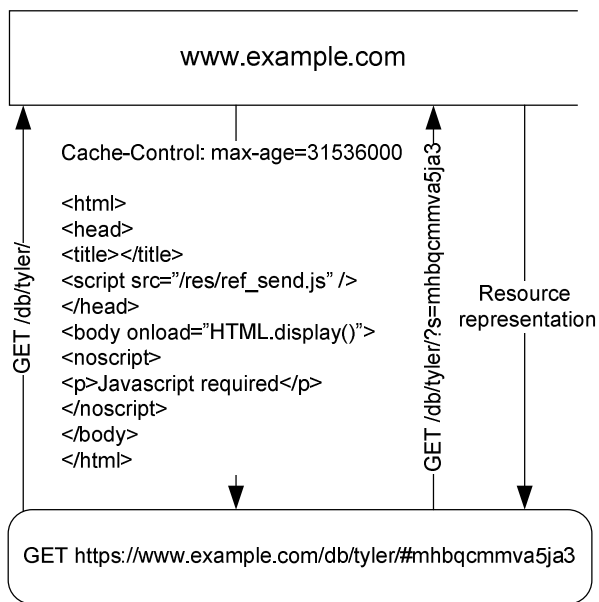 www.example.com
GET /db/tyler/
Cache-Control: max-age=31536000
<html>
<head>
<title></title>
<script src=”/res/ref_send.js” />
</head>
<body onload=”HTML.display()”>
<noscript>
<p>Javascript required</p>
</noscript>
</body>
</html>
GET /db/tyler/?s=mhbqcmmva5ja3
Resource
representation
GET https://www.example.com/db/tyler/#mhbqcmmva5ja3